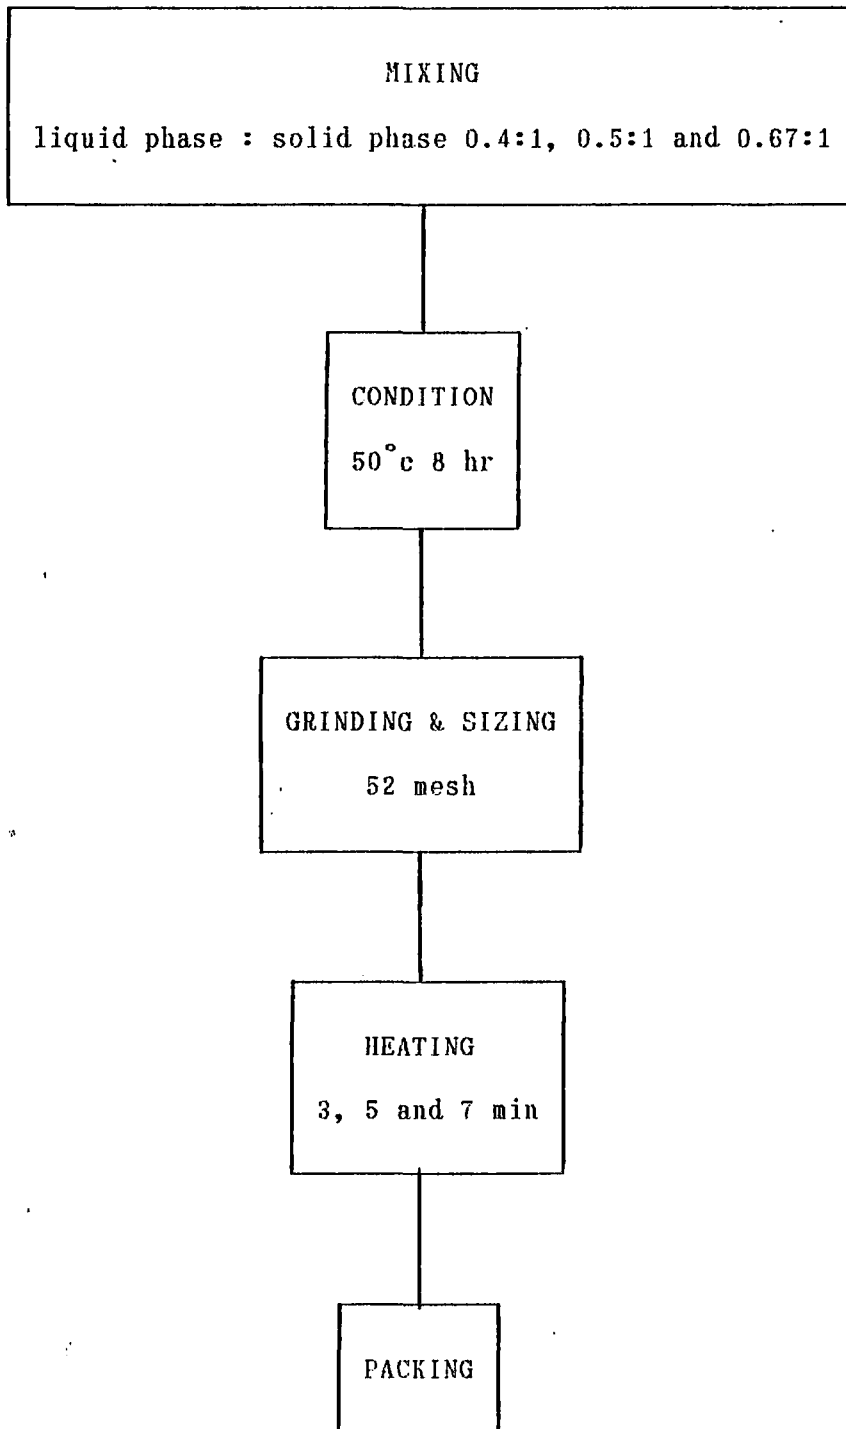 MIXING
liquid phase : solid phase 0.4:1, 0.5:1 and 0.67:1
CONDITION
50°c 8 hr
GRINDING & SIZING
52 mesh
HEATING
3, 5 and 7 min
PACKING